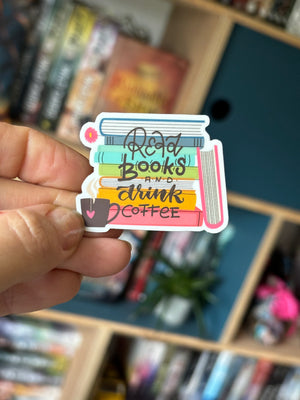 Read
BOOKS
AND
drink
COFFEE